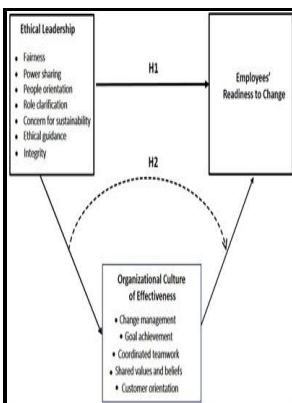 Ethical Leadership
• Fairness
• Power sharing
• People orientation
• Role clarification
• Concern for sustainability
• Ethical guidance
• Integrity
H1
Employees'
Readiness to Change
H2
Organizational Culture
of Effectiveness
• Change management
• Goal achievement
• Coordinated teamwork
• Shared values and beliefs
• Customer orientation